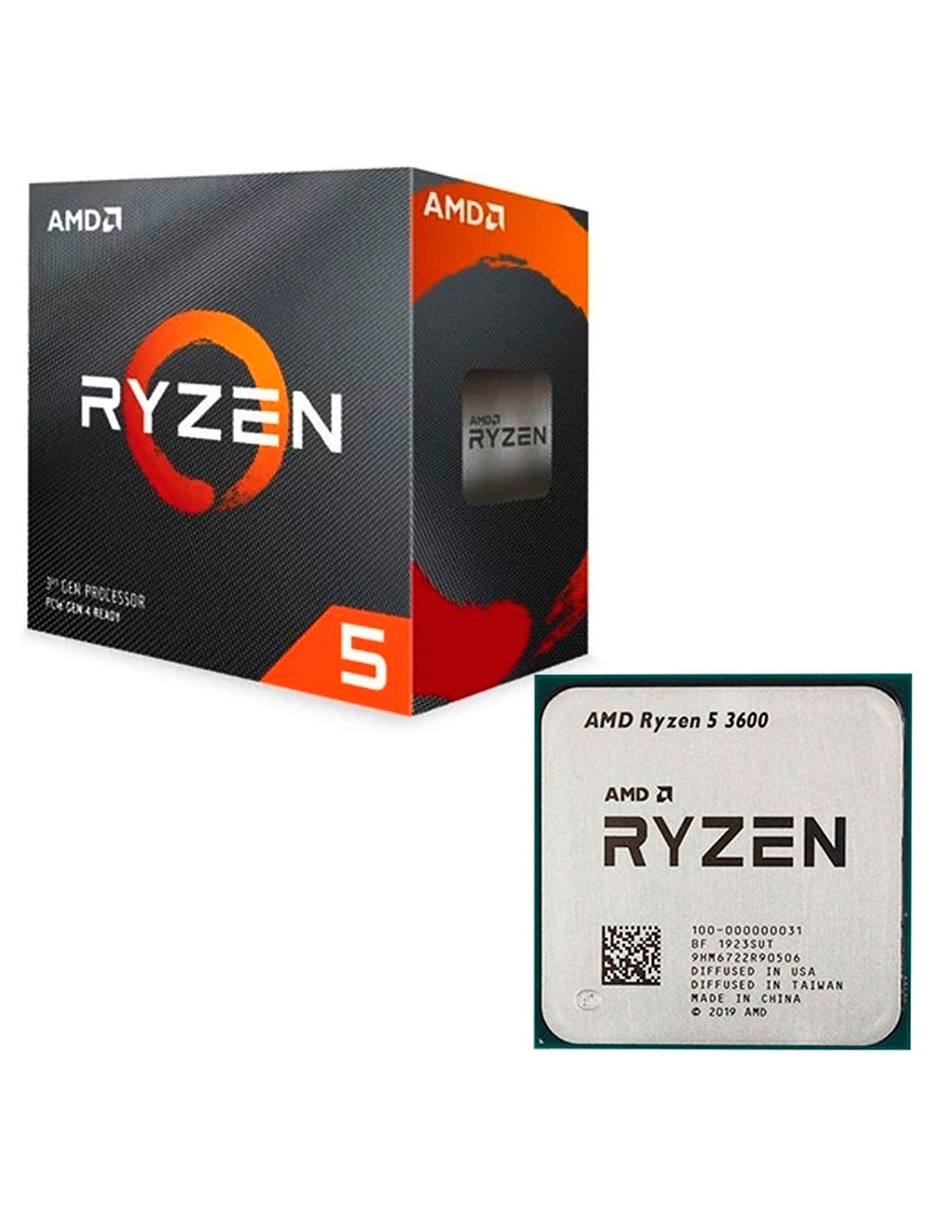 AMD
RYZEN
3rd GEN PROCESSOR
PCIe GEN 4 READY
5
AMD
AMD
RYZEN
AMD Ryzen 5 3600
AMD
RYZEN
100-000000031
BF 1923SUT
9HM6722R90506
DIFFUSED IN USA
DIFFUSED IN TAIWAN
MADE IN CHINA
© 2019 AMD